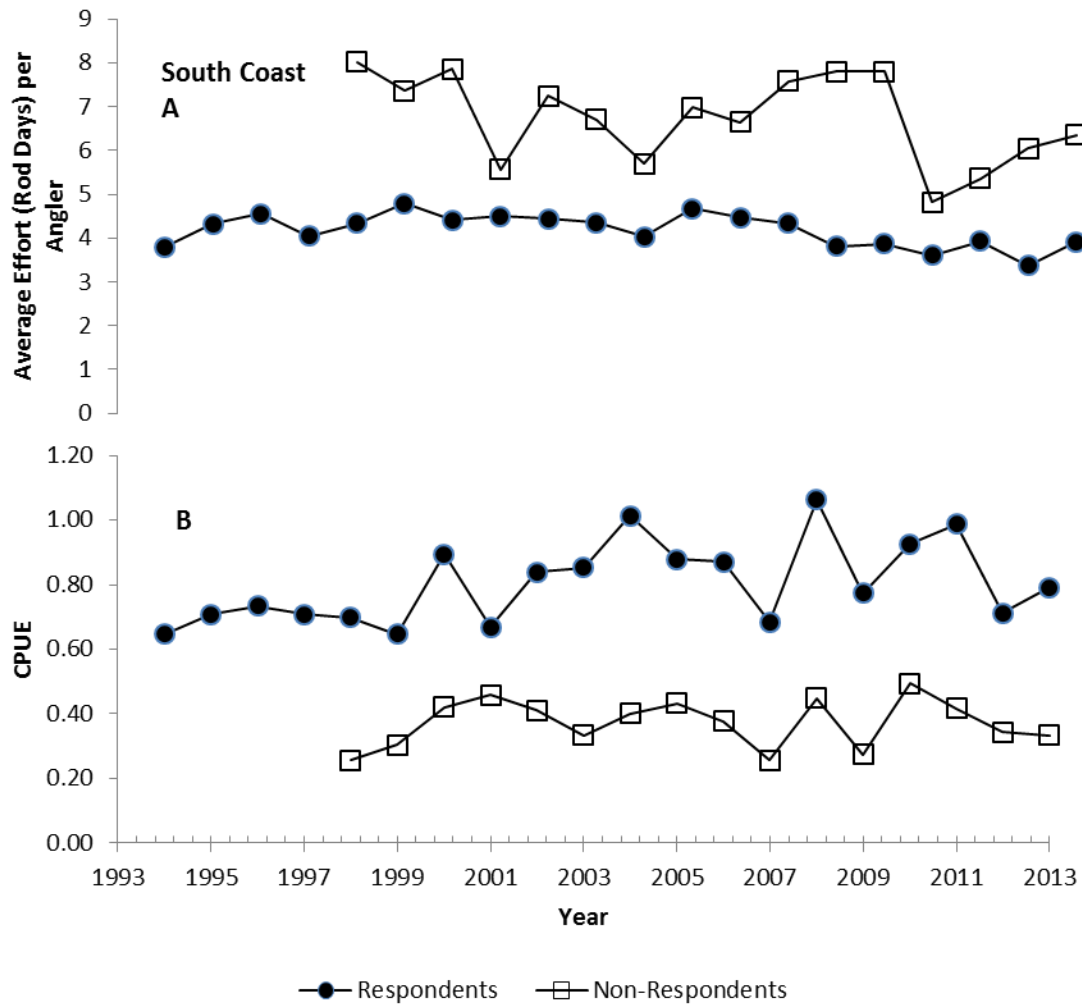 Average Effort (Rod Days) per
Angler
9
8
7
6
5
4
3
2
1
0
South Coast
A
CPUE
1.20
1.00
0.80
0.60
0.40
0.20
0.00
B
1993 1995 1997 1999 2001 2003 2005 2007 2009 2011 2013
Year
Respondents Non-Respondents